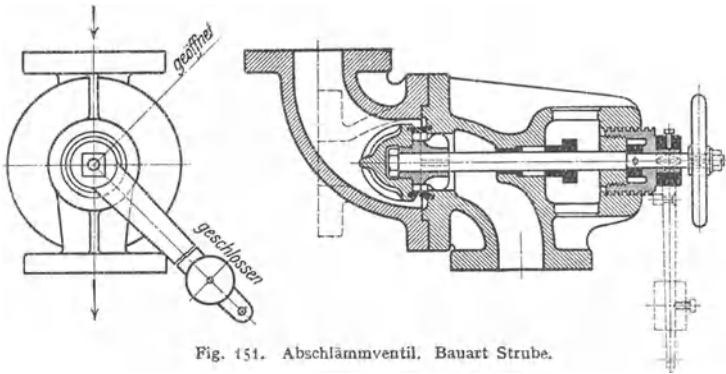 geöffnet
geschlossen
Fig. 151. Abschlämmventil. Bauart Strube.